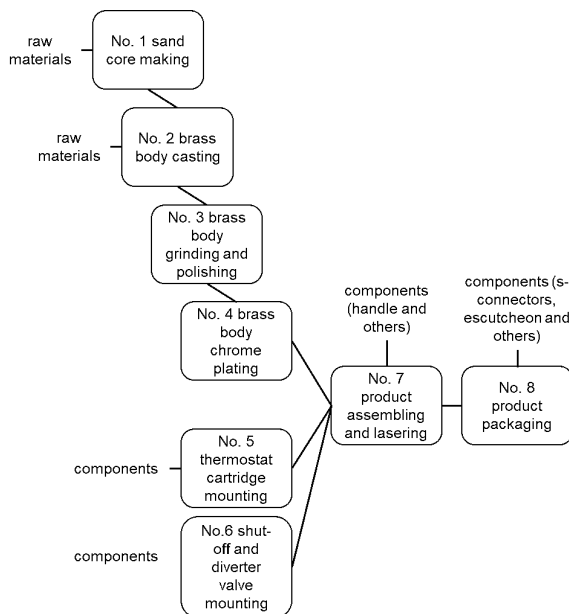 raw
materials
No. 1 sand
core making
raw
materials
No. 2 brass
body casting
No. 3 brass
body
grinding and
polishing
No. 4 brass
body
chrome
plating
components
(handle and
others)
components (s-
connectors,
escutcheon and
others)
No. 7
product
assembling
and lasering
No. 8
product
packaging
components
No. 5
thermostat
cartridge
mounting
components
No.6 shut-
off and
diverter
valve
mounting